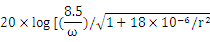 20 × log [(8.5/ω)/√1 + 18 × 10⁻⁶/r²